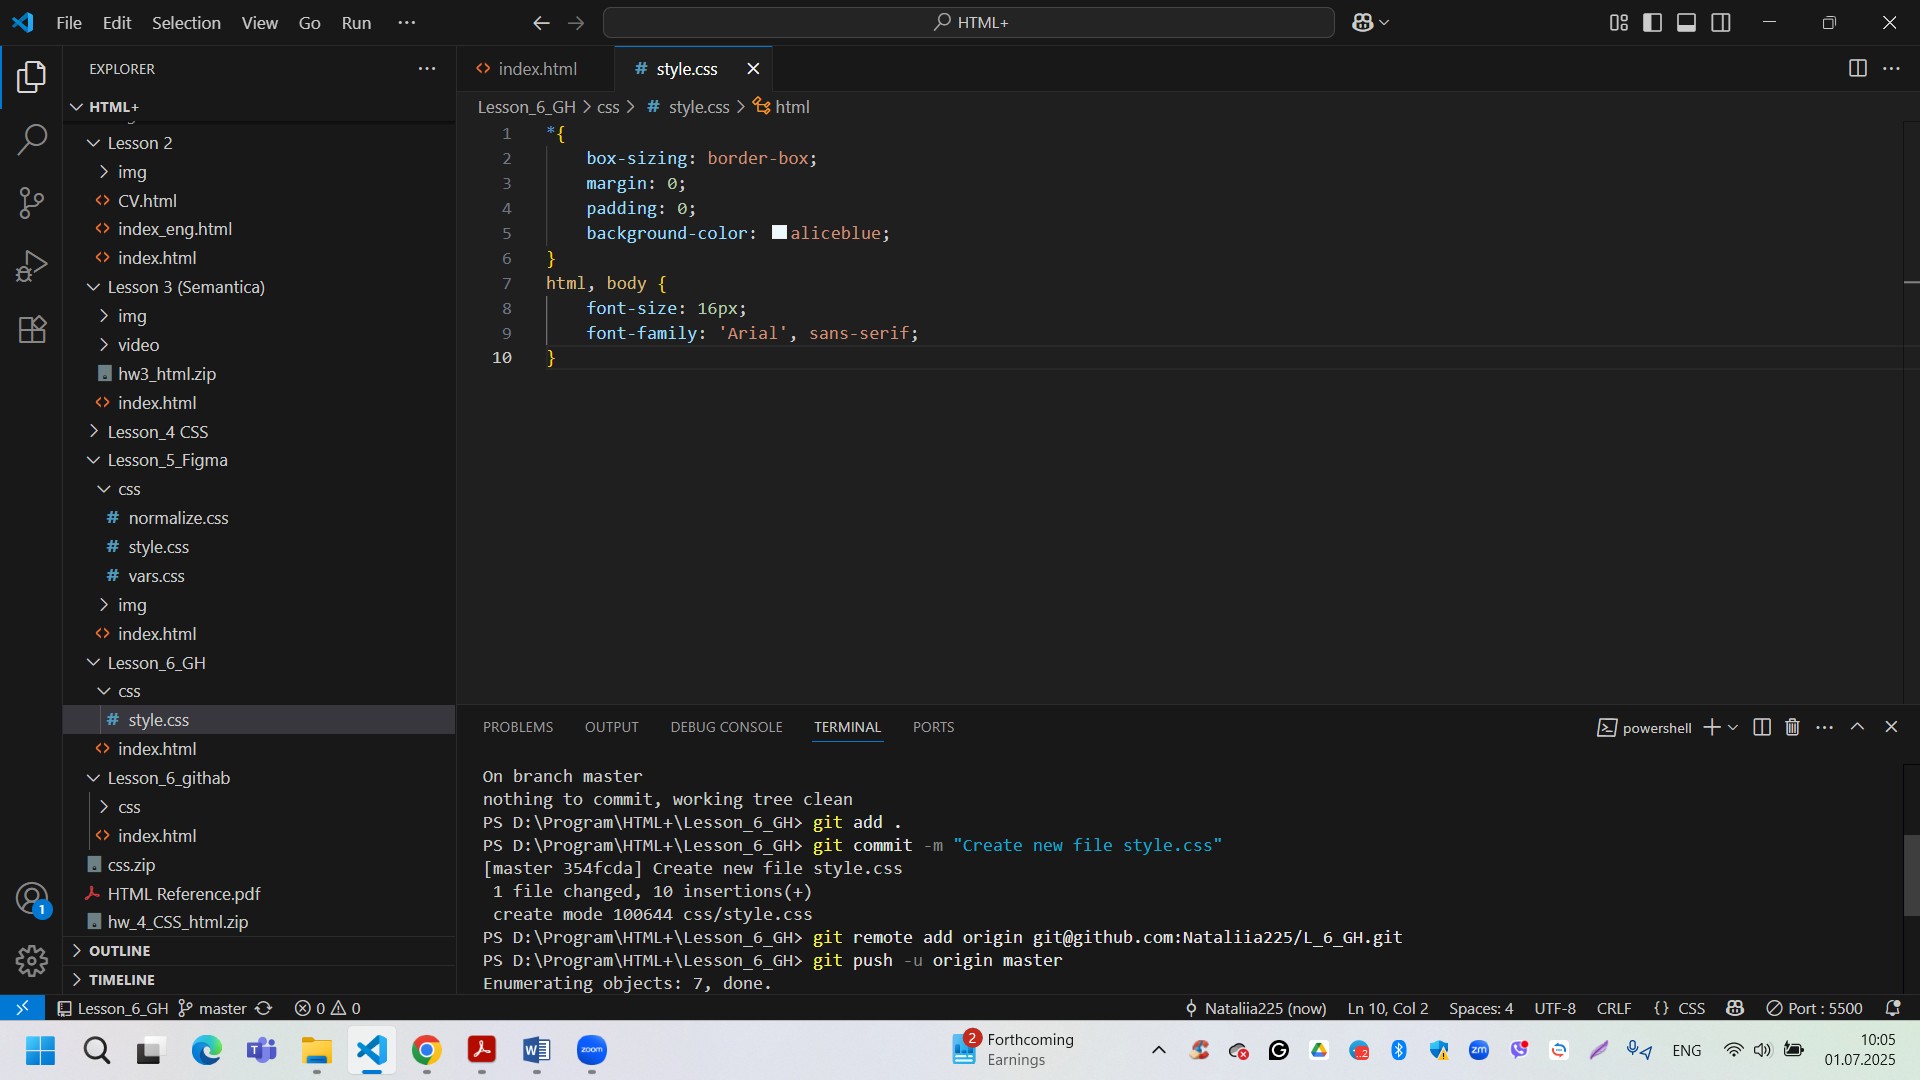 File Edit Selection View Go Run ···
HTML+
EXPLORER
HTML+
Lesson 2
img
CV.html
index_eng.html
index.html
Lesson 3 (Semantica)
img
video
hw3_html.zip
index.html
Lesson_4 CSS
Lesson_5_Figma
css
normalize.css
style.css
vars.css
img
index.html
Lesson_6_GH
css
style.css
index.html
Lesson_6_githab
css
index.html
css.zip
HTML Reference.pdf
hw_4_CSS_html.zip
OUTLINE
TIMELINE
index.html
style.css
Lesson_6_GH > css > # style.css > html
1 *{
2 box-sizing: border-box;
3 margin: 0;
4 padding: 0;
5 background-color: aliceblue;
6 }
7 html, body {
8 font-size: 16px;
9 font-family: 'Arial', sans-serif;
10 }
PROBLEMS OUTPUT DEBUG CONSOLE TERMINAL PORTS
powershell
On branch master
nothing to commit, working tree clean
PS D:\Program\HTML+\Lesson_6_GH> git add .
PS D:\Program\HTML+\Lesson_6_GH> git commit -m "Create new file style.css"
[master 354fcda] Create new file style.css
1 file changed, 10 insertions(+)
create mode 100644 css/style.css
PS D:\Program\HTML+\Lesson_6_GH> git remote add origin git@github.com:Nataliia225/L_6_GH.git
PS D:\Program\HTML+\Lesson_6_GH> git push -u origin master
Enumerating objects: 7, done.
1
Lesson_6_GH master 0 0
Nataliia225 (now) Ln 10, Col 2 Spaces: 4 UTF-8 CRLF {} CSS Port : 5500
zoom
2
Forthcoming
Earnings
zm
ENG
10:05
01.07.2025